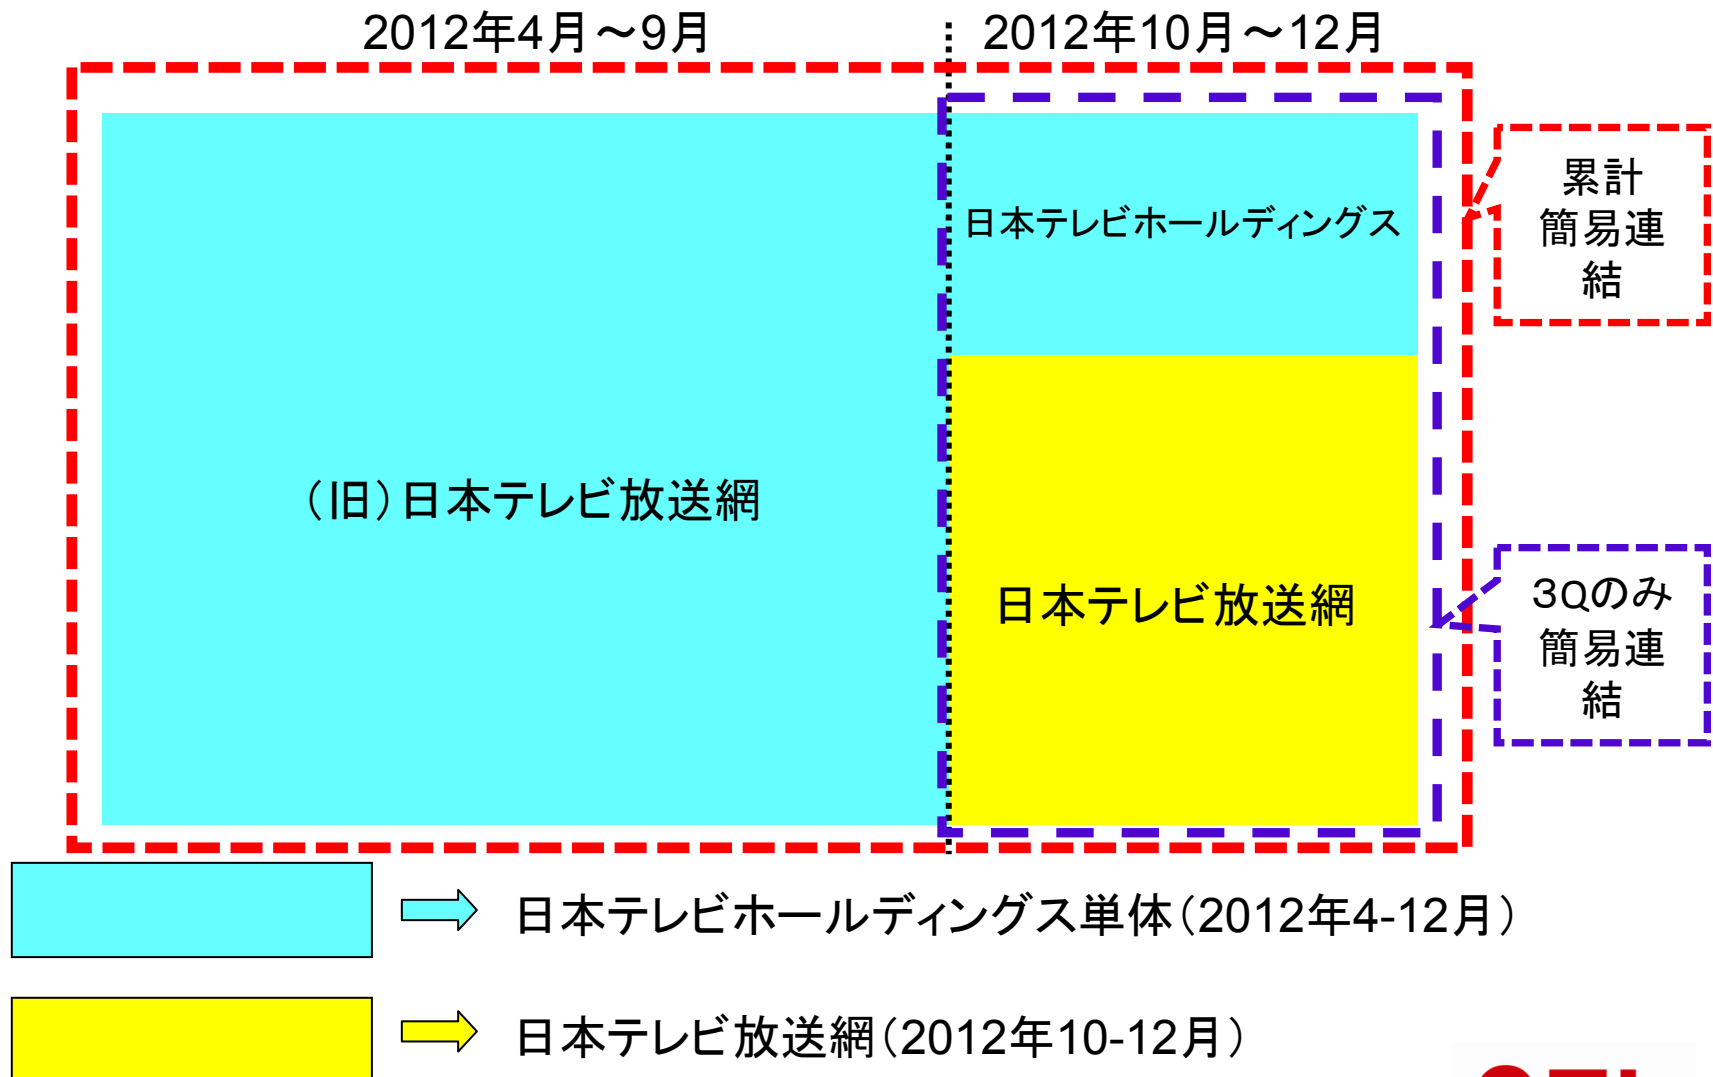 2012年4月～9月
2012年10月～12月
日本テレビホールディングス
累計
簡易連
結
（旧）日本テレビ放送網
日本テレビ放送網
3Qのみ
簡易連
結
日本テレビホールディングス単体（2012年4-12月）
日本テレビ放送網（2012年10-12月）